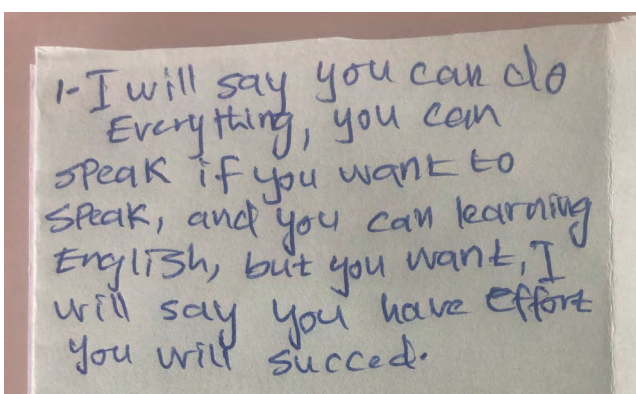 1- I will say you can do
Everything, you can
speak if you want to
speak, and you can learning
English, but you want, I
will say you have effort
you will succed.